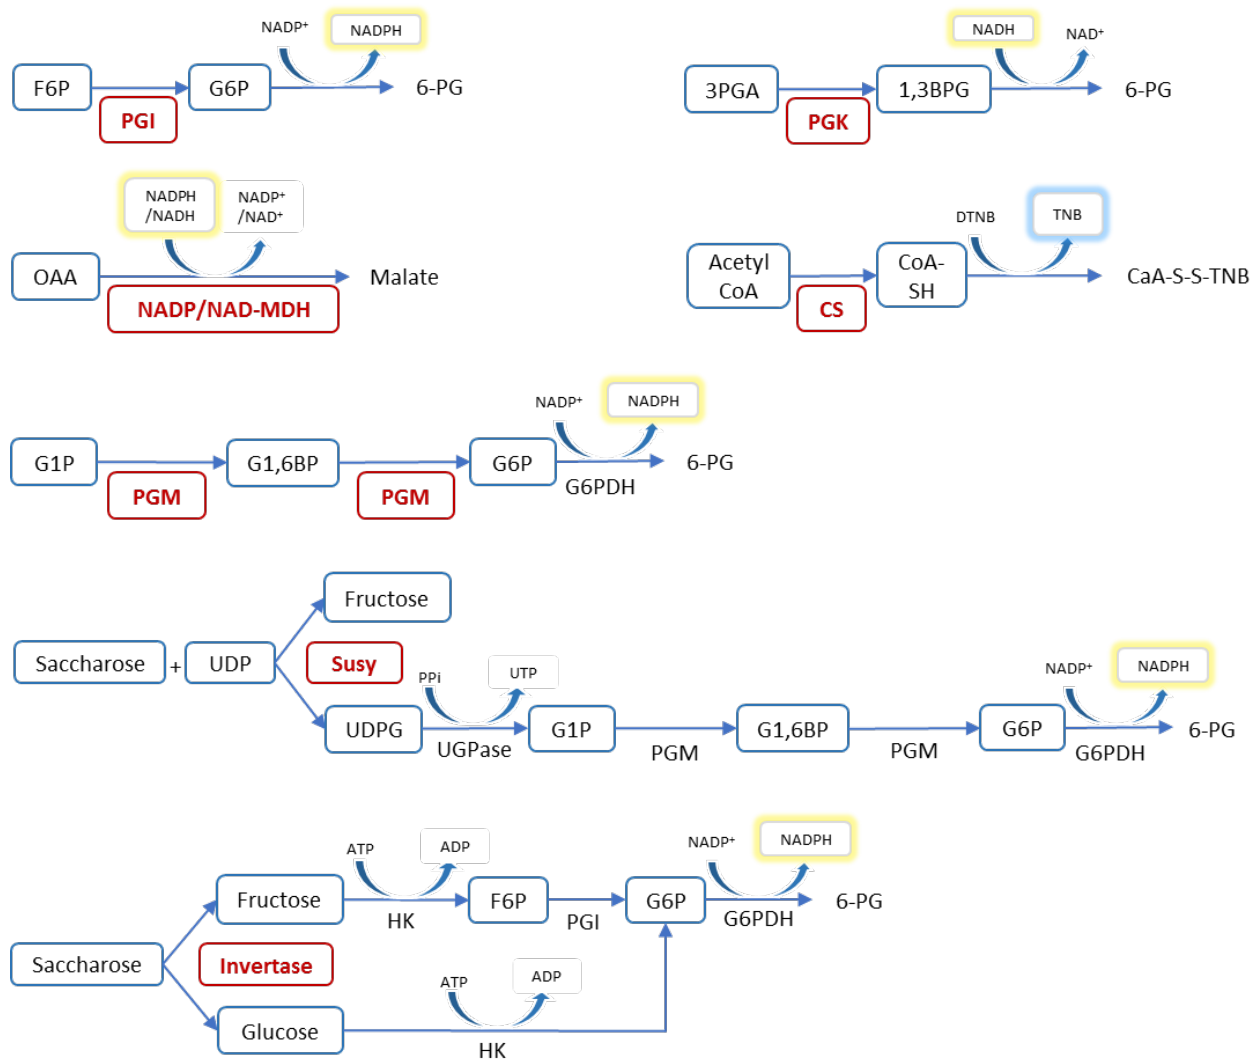 NADP⁺
NADPH
F6P
G6P
6-PG
PGI
NADH
NAD⁺
3PGA
1,3BPG
6-PG
PGK
NADPH
/NADH
NADP⁺
/NAD⁺
OAA
Malate
NADP/NAD-MDH
DTNB
TNB
Acetyl
CoA
CoA-
SH
CaA-S-S-TNB
CS
NADP⁺
NADPH
G1P
G1,6BP
G6P
6-PG
PGM
PGM
G6PDH
Fructose
Saccharose
+
UDP
Susy
PPi
UTP
NADP⁺
NADPH
UDPG
G1P
G1,6BP
G6P
6-PG
UGPase
PGM
PGM
G6PDH
ATP
ADP
NADP⁺
NADPH
Fructose
F6P
G6P
6-PG
HK
PGI
G6PDH
Saccharose
Invertase
ATP
ADP
Glucose
HK